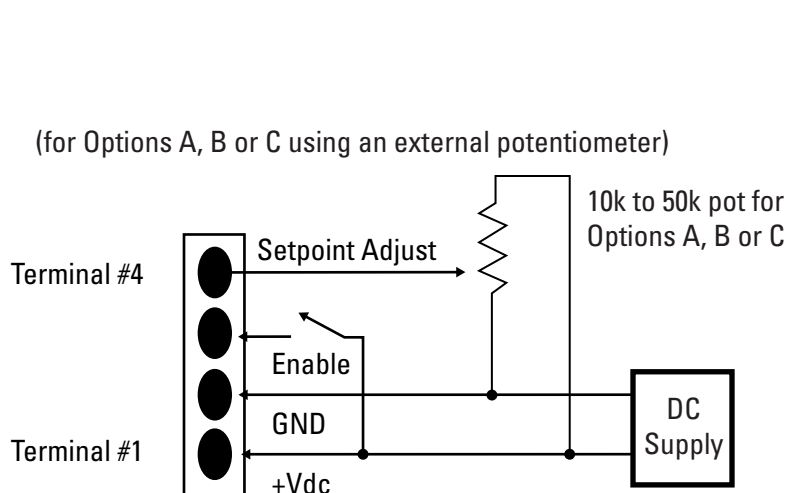 (for Options A, B or C using an external potentiometer)
10k to 50k pot for
Options A, B or C
Setpoint Adjust
Terminal #4
Enable
GND
DC
Supply
Terminal #1
+Vdc